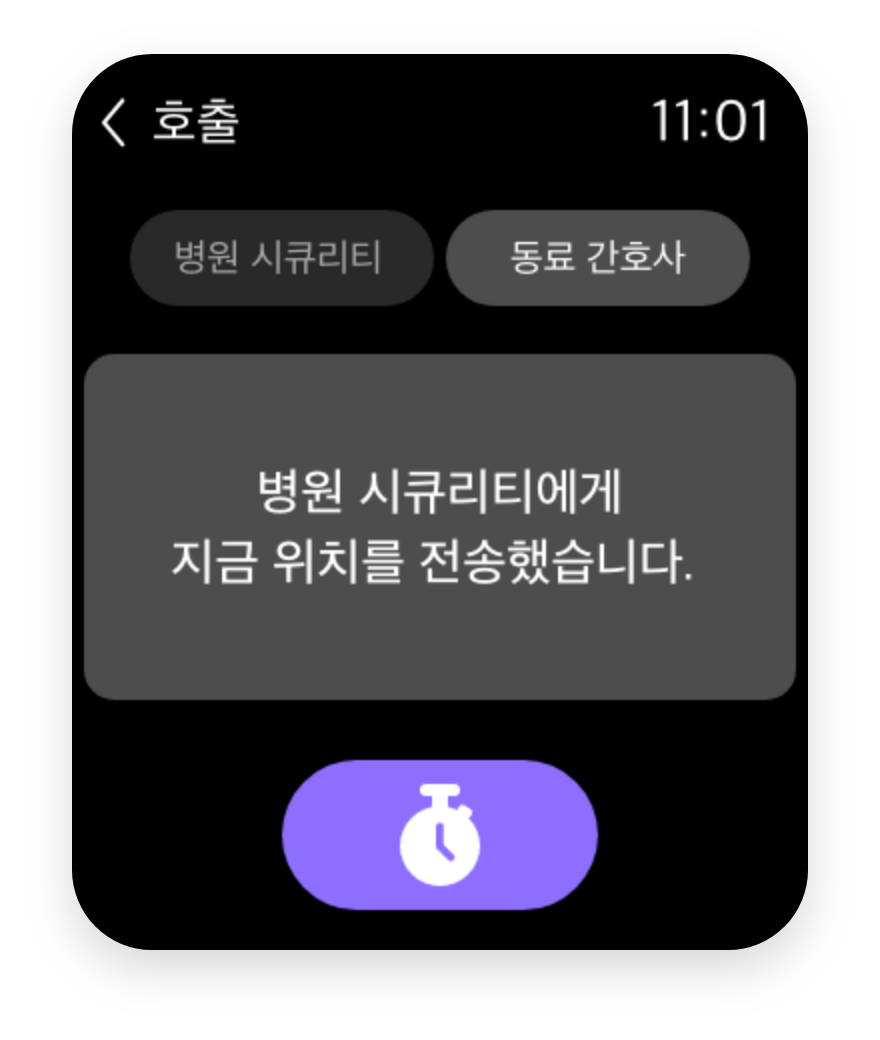 호출
11:01
병원 시큐리티
동료 간호사
병원 시큐리티에게
지금 위치를 전송했습니다.